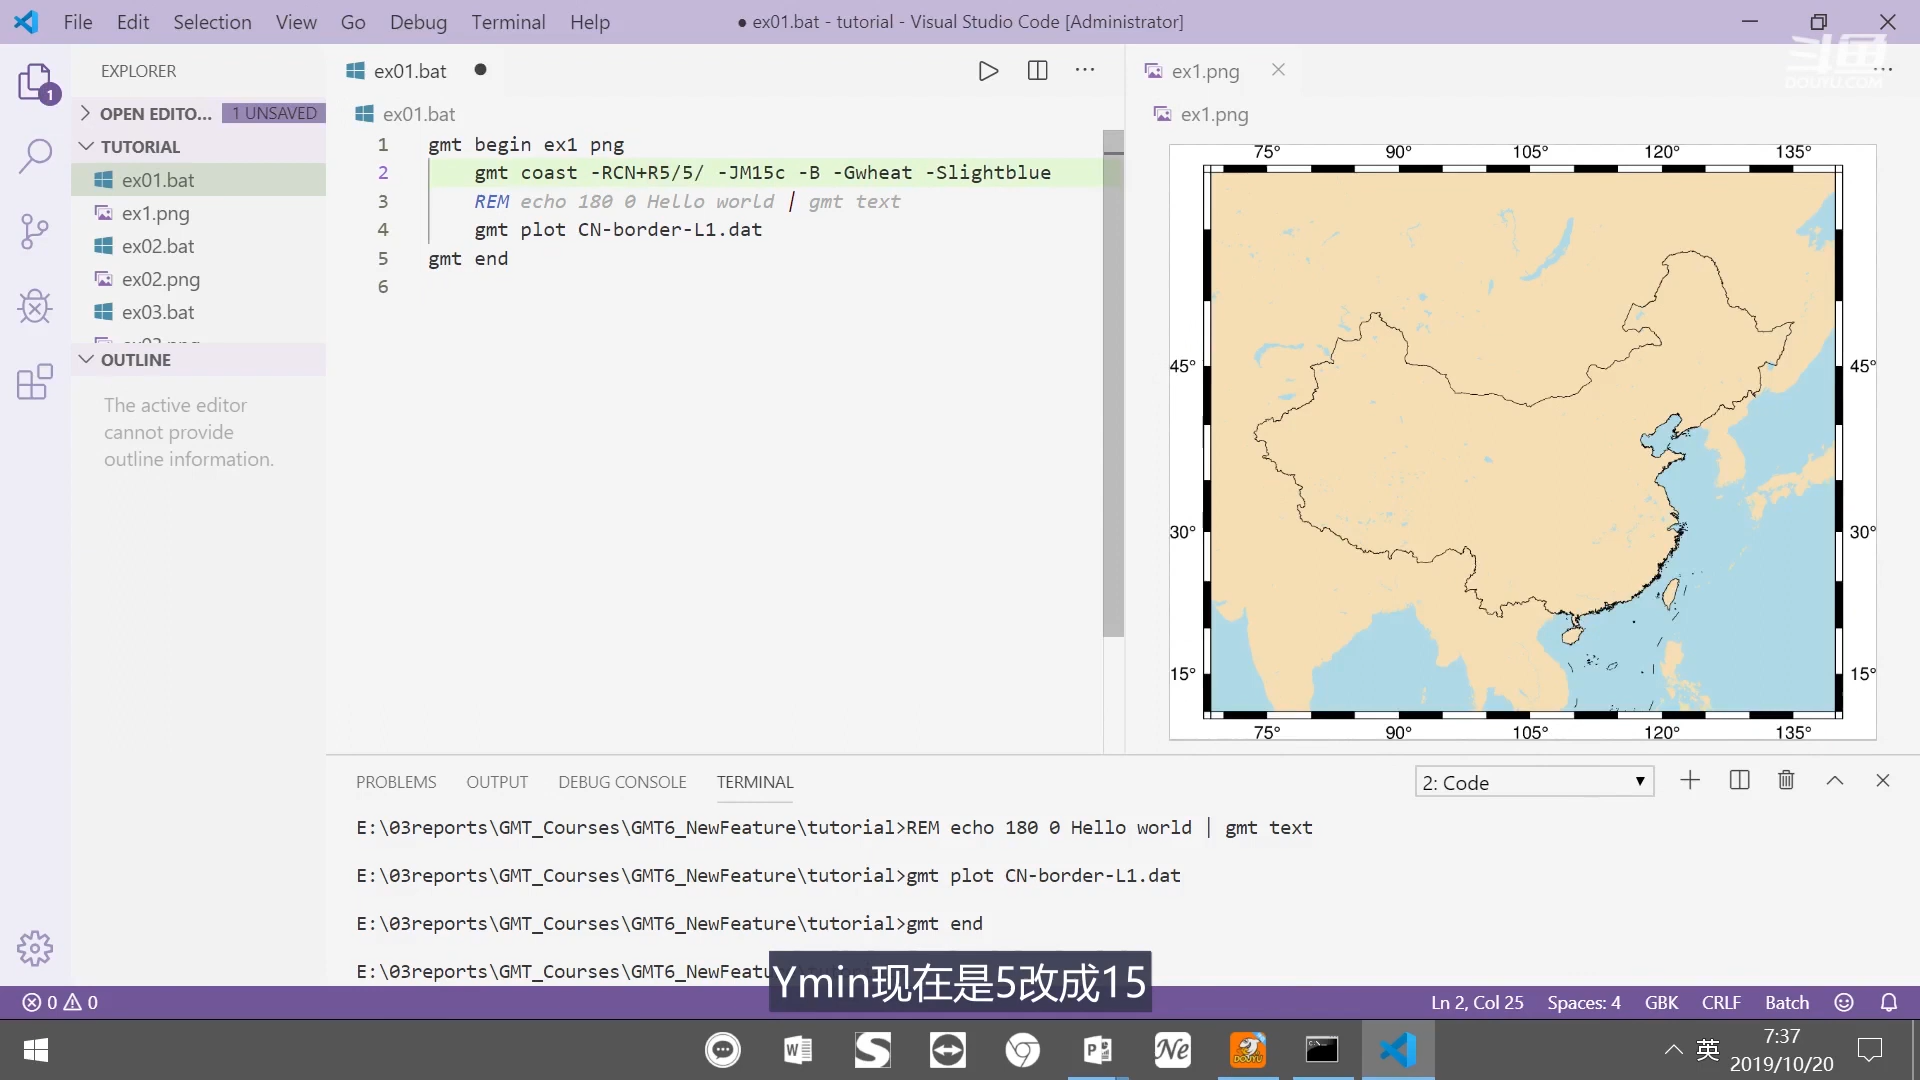 File Edit Selection View Go Debug Terminal Help
● ex01.bat - tutorial - Visual Studio Code [Administrator]
斗鱼
DOUYU.COM
EXPLORER
1
OPEN EDITO... 1 UNSAVED
TUTORIAL
ex01.bat
ex1.png
ex02.bat
ex02.png
ex03.bat
OUTLINE
The active editor
cannot provide
outline information.
ex01.bat ●
ex01.bat
1 gmt begin ex1 png
2 gmt coast -RCN+R5/5/ -JM15c -B -Gwheat -Slightblue
3 REM echo 180 0 Hello world | gmt text
4 gmt plot CN-border-L1.dat
5 gmt end
6
ex1.png
ex1.png
75° 90° 105° 120° 135°
45° 45°
30° 30°
15° 15°
75° 90° 105° 120° 135°
PROBLEMS OUTPUT DEBUG CONSOLE TERMINAL
2: Code
E:\03reports\GMT_Courses\GMT6_NewFeature\tutorial>REM echo 180 0 Hello world | gmt text
E:\03reports\GMT_Courses\GMT6_NewFeature\tutorial>gmt plot CN-border-L1.dat
E:\03reports\GMT_Courses\GMT6_NewFeature\tutorial>gmt end
E:\03reports\GMT_Courses\GMT6_NewFeatu
Ymin现在是5改成15
0 0
Ln 2, Col 25 Spaces: 4 GBK CRLF Batch
英
7:37
2019/10/20